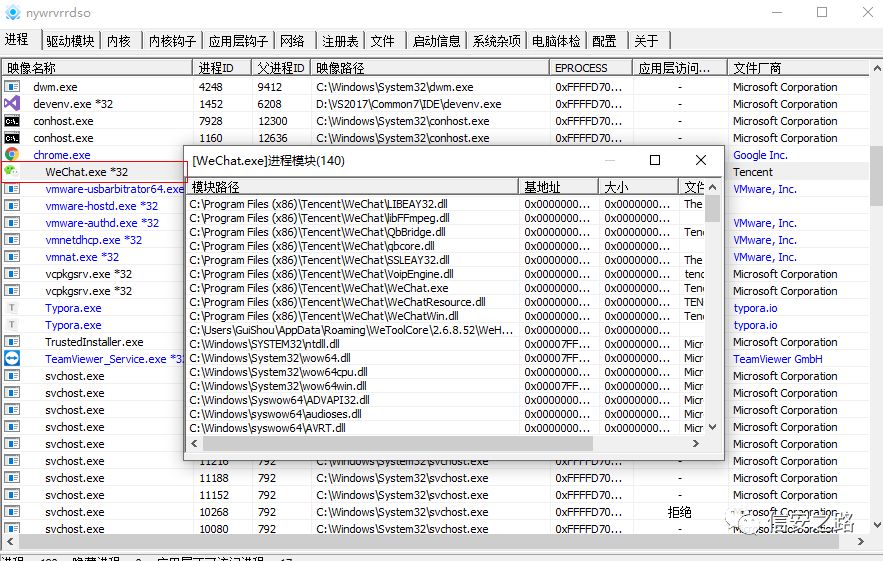 nywrvrrdso
进程 驱动模块 内核 内核钩子 应用层钩子 网络 注册表 文件 启动信息 系统杂项 电脑体检 配置 关于
映像名称 进程ID 父进程ID 映像路径 EPROCESS 应用层访问... 文件厂商
dwm.exe 4248 9412 C:\Windows\System32\dwm.exe 0xFFFFD70... - Microsoft Corporation
devenv.exe *32 1452 6208 D:\VS2017\Common7\IDE\devenv.exe 0xFFFFD70... - Microsoft Corporation
conhost.exe 7928 12300 C:\Windows\System32\conhost.exe 0xFFFFD70... - Microsoft Corporation
conhost.exe 1160 12636 C:\Windows\System32\conhost.exe 0xFFFFD70... - Microsoft Corporation
chrome.exe Google Inc.
WeChat.exe *32 Tencent
vmware-usbarbitrator64.exe VMware, Inc.
vmware-hostd.exe *32
vmware-authd.exe *32 VMware, Inc.
vmnetdhcp.exe *32 VMware, Inc.
vmnat.exe *32 VMware, Inc.
vcpkgsrv.exe *32 Microsoft Corporation
vcpkgsrv.exe *32 Microsoft Corporation
Typora.exe typora.io
Typora.exe typora.io
TrustedInstaller.exe Microsoft Corporation
TeamViewer_Service.exe *32 TeamViewer GmbH
svchost.exe Microsoft Corporation
svchost.exe Microsoft Corporation
svchost.exe Microsoft Corporation
svchost.exe Microsoft Corporation
svchost.exe Microsoft Corporation
svchost.exe 11216 792 C:\Windows\System32\svchost.exe 0xFFFFD70... - Microsoft Corporation
svchost.exe 11188 792 C:\Windows\System32\svchost.exe 0xFFFFD70... - Microsoft Corporation
svchost.exe 11152 792 C:\Windows\System32\svchost.exe 0xFFFFD70... - Microsoft Corporation
svchost.exe 10268 792 C:\Windows\System32\svchost.exe 0xFFFFD70... 拒绝 Microsoft Corporation
svchost.exe 10080 792 C:\Windows\System32\svchost.exe 0xFFFFD70... - Microsoft Corporation
[WeChat.exe]进程模块(140)
模块路径 基地址 大小
C:\Program Files (x86)\Tencent\WeChat\LIBEAY32.dll 0x0000000... 0x0000000... The
C:\Program Files (x86)\Tencent\WeChat\libFFmpeg.dll 0x0000000... 0x0000000...
C:\Program Files (x86)\Tencent\WeChat\QbBridge.dll 0x0000000... 0x0000000... Tenc
C:\Program Files (x86)\Tencent\WeChat\qbcore.dll 0x0000000... 0x0000000...
C:\Program Files (x86)\Tencent\WeChat\SSLEAY32.dll 0x0000000... 0x0000000... The
C:\Program Files (x86)\Tencent\WeChat\VoipEngine.dll 0x0000000... 0x0000000... tenc
C:\Program Files (x86)\Tencent\WeChat\WeChat.exe 0x0000000... 0x0000000... Tenc
C:\Program Files (x86)\Tencent\WeChat\WeChatResource.dll 0x0000000... 0x0000000... TEN
C:\Program Files (x86)\Tencent\WeChat\WeChatWin.dll 0x0000000... 0x0000000... Tenc
C:\Users\GuiShou\AppData\Roaming\WeToolCore\2.6.8.52\WeH... 0x0000000... 0x0000000...
C:\Windows\SYSTEM32\ntdll.dll 0x00007FF... 0x0000000... Micr
C:\Windows\System32\wow64.dll 0x00007FF... 0x0000000... Micr
C:\Windows\System32\wow64cpu.dll 0x0000000... 0x0000000... Micr
C:\Windows\System32\wow64win.dll 0x00007FF... 0x0000000... Micr
C:\Windows\syswow64\ADVAPI32.dll 0x0000000... 0x0000000... Micr
C:\Windows\syswow64\audioses.dll 0x0000000... 0x0000000... Micr
C:\Windows\syswow64\AVRT.dll 0x0000000... 0x0000000... Micr
信安之路